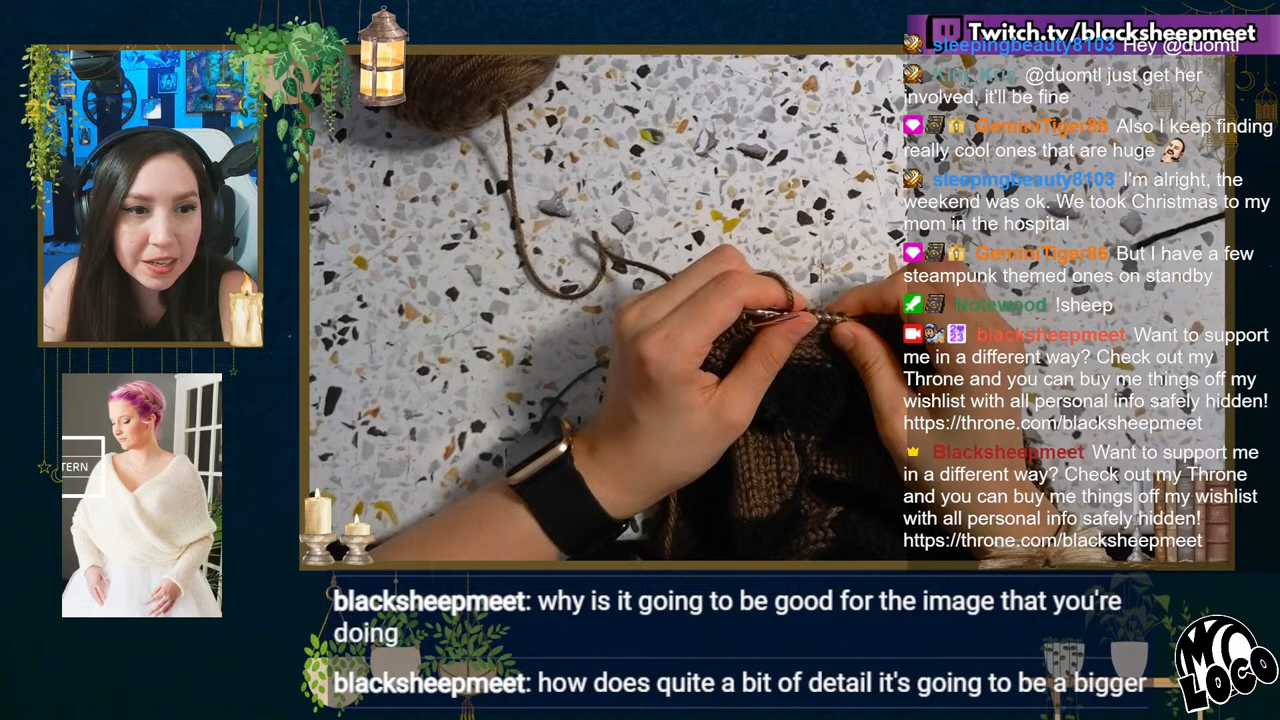 Twitch.tv/blacksheepmeet
sleepingbeauty8103 Hey @duomtl
@duomtl just get her
involved, it'll be fine
GeminiTiger86 Also I keep finding
really cool ones that are huge
sleepingbeauty8103 I'm alright, the
weekend was ok. We took Christmas to my
mom in the hospital
GeminiTiger86 But I have a few
steampunk themed ones on standby
Notewood !sheep
blacksheepmeet Want to support
me in a different way? Check out my
Throne and you can buy me things off my
wishlist with all personal info safely hidden!
https://throne.com/blacksheepmeet
Blacksheepmeet Want to support me
in a different way? Check out my Throne
and you can buy me things off my wishlist
with all personal info safely hidden!
https://throne.com/blacksheepmeet
TERN
blacksheepmeet: why is it going to be good for the image that you're
doing
blacksheepmeet: how does quite a bit of detail it's going to be a bigger
MC
LOCO